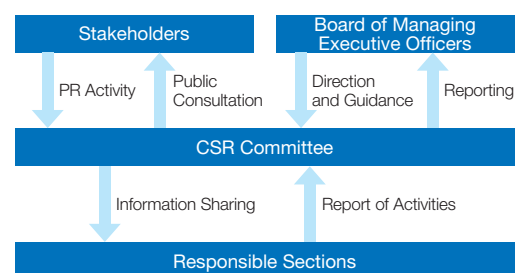 Stakeholders
Board of Managing
Executive Officers
PR Activity
Public
Consultation
Direction
and Guidance
Reporting
CSR Committee
Information Sharing
Report of Activities
Responsible Sections